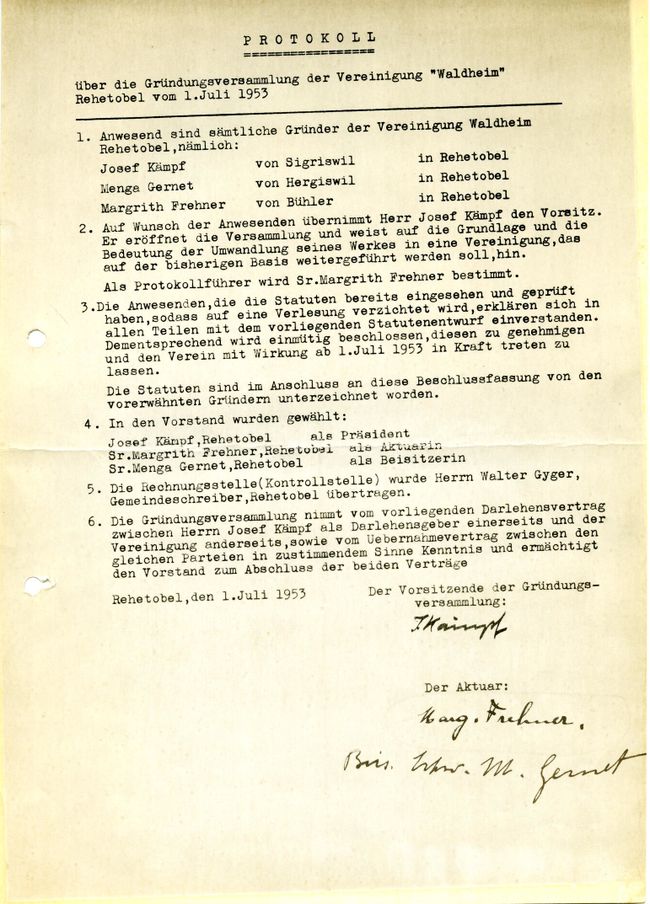 P R O T O K O L L
=================
über die Gründungsversammlung der Vereinigung "Waldheim"
Rehetobel vom 1.Juli 1953
1. Anwesend sind sämtliche Gründer der Vereinigung Waldheim
Rehetobel,nämlich:
Josef Kämpf von Sigriswil in Rehetobel
Menga Gernet von Hergiswil in Rehetobel
Margrith Frehner von Bühler in Rehetobel
2. Auf Wunsch der Anwesenden übernimmt Herr Josef Kämpf den Vorsitz.
Er eröffnet die Versammlung und weist auf die Grundlage und die
Bedeutung der Umwandlung seines Werkes in eine Vereinigung,das
auf der bisherigen Basis weitergeführt werden soll,hin.
Als Protokollführer wird Sr.Margrith Frehner bestimmt.
3.Die Anwesenden,die die Statuten bereits eingesehen und geprüft
haben,sodass auf eine Verlesung verzichtet wird,erklären sich in
allen Teilen mit dem vorliegenden Statutenentwurf einverstanden.
Dementsprechend wird einmütig beschlossen,diesen zu genehmigen
und den Verein mit Wirkung ab 1.Juli 1953 in Kraft treten zu
lassen.
Die Statuten sind im Anschluss an diese Beschlussfassung von den
vorerwähnten Gründern unterzeichnet worden.
4. In den Vorstand wurden gewählt:
Josef Kämpf,Rehetobel als Präsident
Sr.Margrith Frehner,Rehetobel als Aktuarin
Sr.Menga Gernet,Rehetobel als Beisitzerin
5. Die Rechnungsstelle(Kontrollstelle) wurde Herrn Walter Gyger,
Gemeindeschreiber,Rehetobel übertragen.
6. Die Gründungsversammlung nimmt vom vorliegenden Darlehensvertrag
zwischen Herrn Josef Kämpf als Darlehensgeber einerseits und der
Vereinigung anderseits,sowie vom Uebernahmevertrag zwischen den
gleichen Parteien in zustimmendem Sinne Kenntnis und ermächtigt
den Vorstand zum Abschluss der beiden Verträge
Rehetobel,den 1.Juli 1953 Der Vorsitzende der Gründungs-
versammlung:
J Kämpf
Der Aktuar:
Marg. Frehner.
M. Gernet